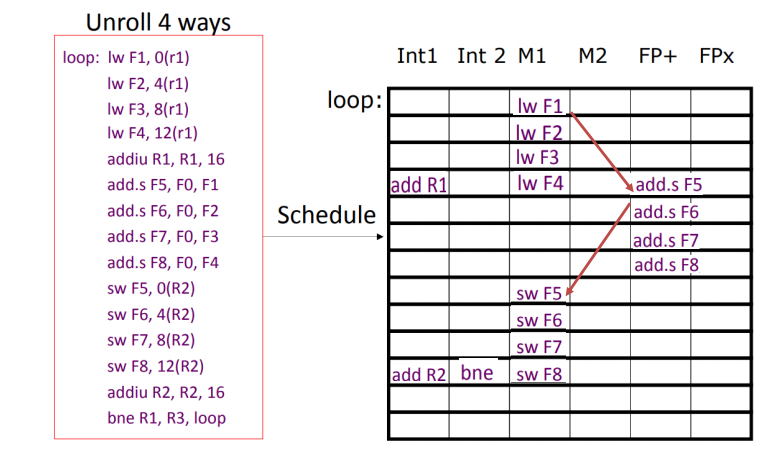 Unroll 4 ways
loop: lw F1, 0(r1)
lw F2, 4(r1)
lw F3, 8(r1)
lw F4, 12(r1)
addiu R1, R1, 16
add.s F5, F0, F1
add.s F6, F0, F2
add.s F7, F0, F3
add.s F8, F0, F4
sw F5, 0(R2)
sw F6, 4(R2)
sw F7, 8(R2)
sw F8, 12(R2)
addiu R2, R2, 16
bne R1, R3, loop
Schedule
Int1 Int 2 M1 M2 FP+ FPx
loop: lw F1
lw F2
lw F3
add R1 lw F4 add.s F5
add.s F6
add.s F7
add.s F8
sw F5
sw F6
sw F7
add R2 bne sw F8